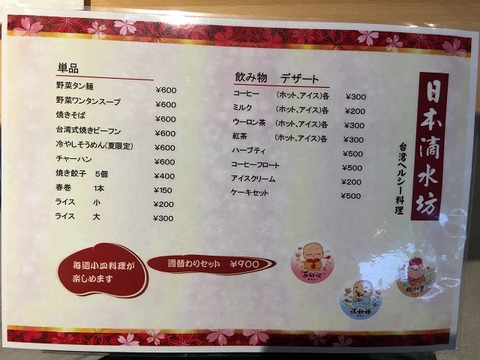 単品
野菜タン麺 ¥600
野菜ワンタンスープ ¥600
焼きそば ¥600
台湾式焼きビーフン ¥600
冷やしそうめん(夏限定) ¥600
チャーハン ¥600
焼き餃子 5個 ¥400
春巻 1本 ¥150
ライス 小 ¥200
ライス 大 ¥300
飲み物 デザート
コーヒー (ホット、アイス)各 ¥300
ミルク (ホット、アイス)各 ¥200
ウーロン茶 (ホット、アイス)各 ¥300
紅茶 (ホット、アイス)各 ¥300
ハーブティ ¥500
コーヒーフロート ¥500
アイスクリーム ¥200
ケーキセット ¥500
日本滴水坊
台湾ヘルシー料理
毎週小皿料理が
楽しめます
週替わりセット ¥900